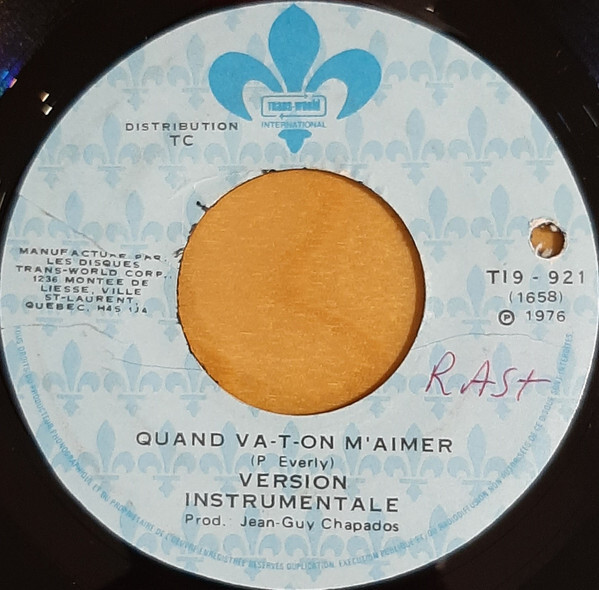 Trans-World
INTERNATIONAL
DISTRIBUTION
TC
MANUFACTURE PAR
LES DISQUES
TRANS-WORLD CORP.,
1236 MONTEE DE
LIESSE, VILLE
ST-LAURENT,
QUEBEC, H4S 1J4
TI9 - 921
(1658)
℗ 1976
RASt
QUAND VA-T-ON M'AIMER
(P. Everly)
VERSION
INSTRUMENTALE
Prod. Jean-Guy Chapados